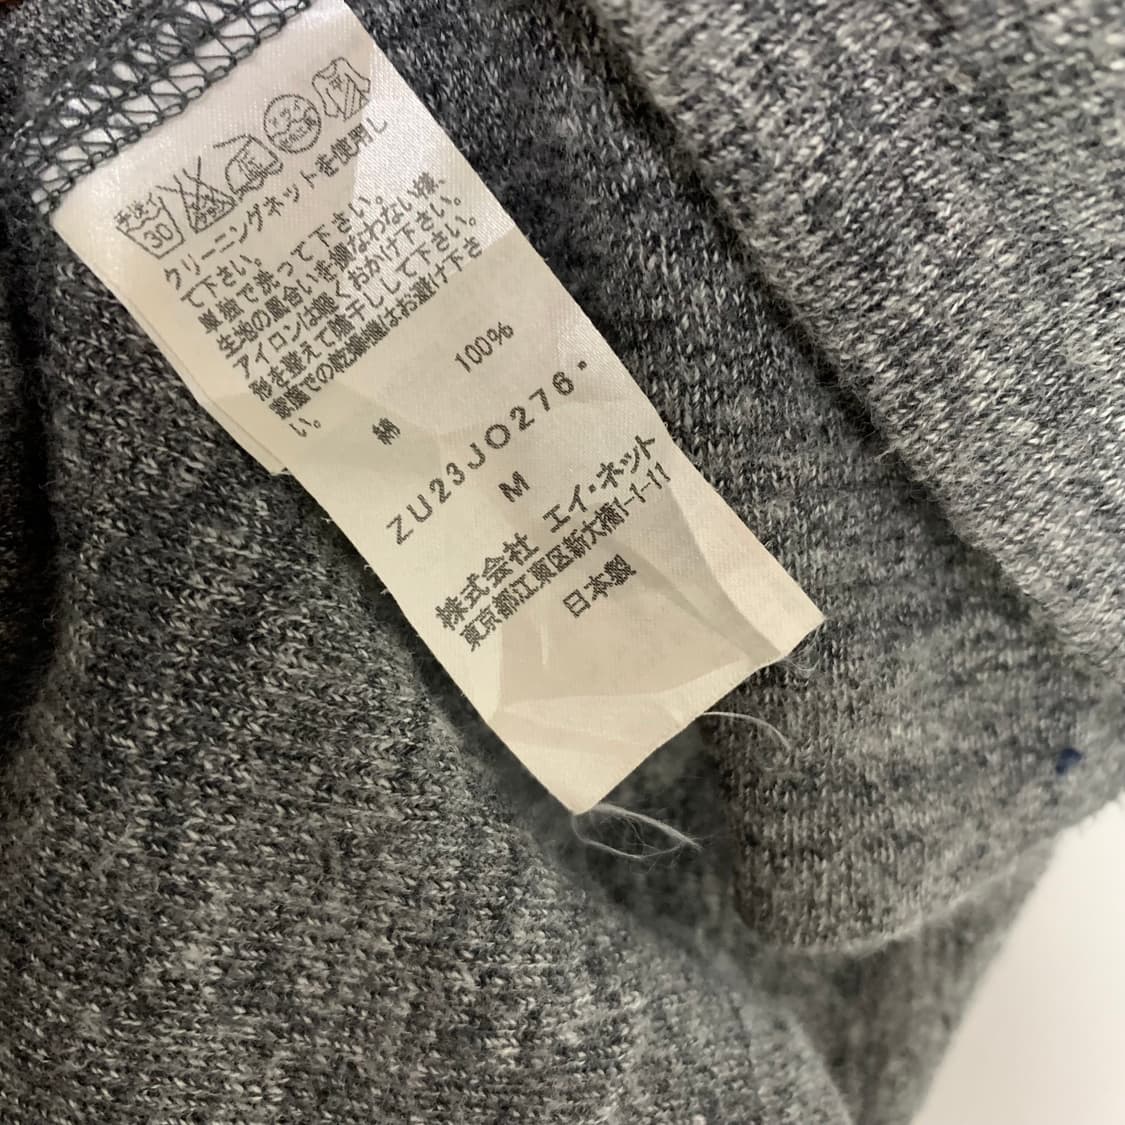 手洗イ 30
クリーニングネットを使用し
て下さい。
単独で洗って下さい。
生地の風合いを損なわない様、
アイロンは軽くおかけ下さい。
形を整えて陰干しして下さい。
家庭での乾燥機はお避け下さ
い。
綿 100%
ZU23JO276・
M
株式会社 エイ・ネット
東京都江東区新大橋1-1-11
日本製